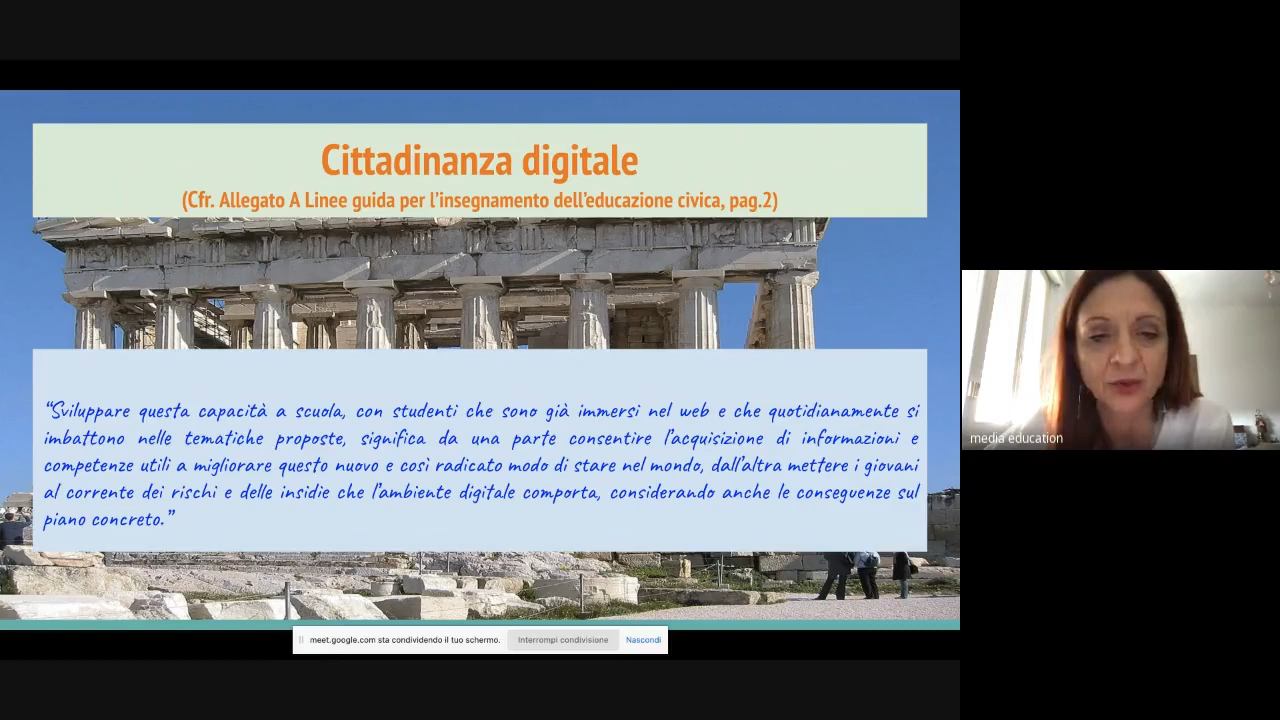 Cittadinanza digitale
(Cfr. Allegato A Linee guida per l'insegnamento dell'educazione civica, pag.2)
“Sviluppare questa capacità a scuola, con studenti che sono già immersi nel web e che quotidianamente si
imbattono nelle tematiche proposte, significa da una parte consentire l'acquisizione di informazioni e
competenze utili a migliorare questo nuovo e così radicato modo di stare nel mondo, dall'altra mettere i giovani
al corrente dei rischi e delle insidie che l'ambiente digitale comporta, considerando anche le conseguenze sul
piano concreto.”
media education
meet.google.com sta condividendo il tuo schermo. Interrompi condivisione Nascondi